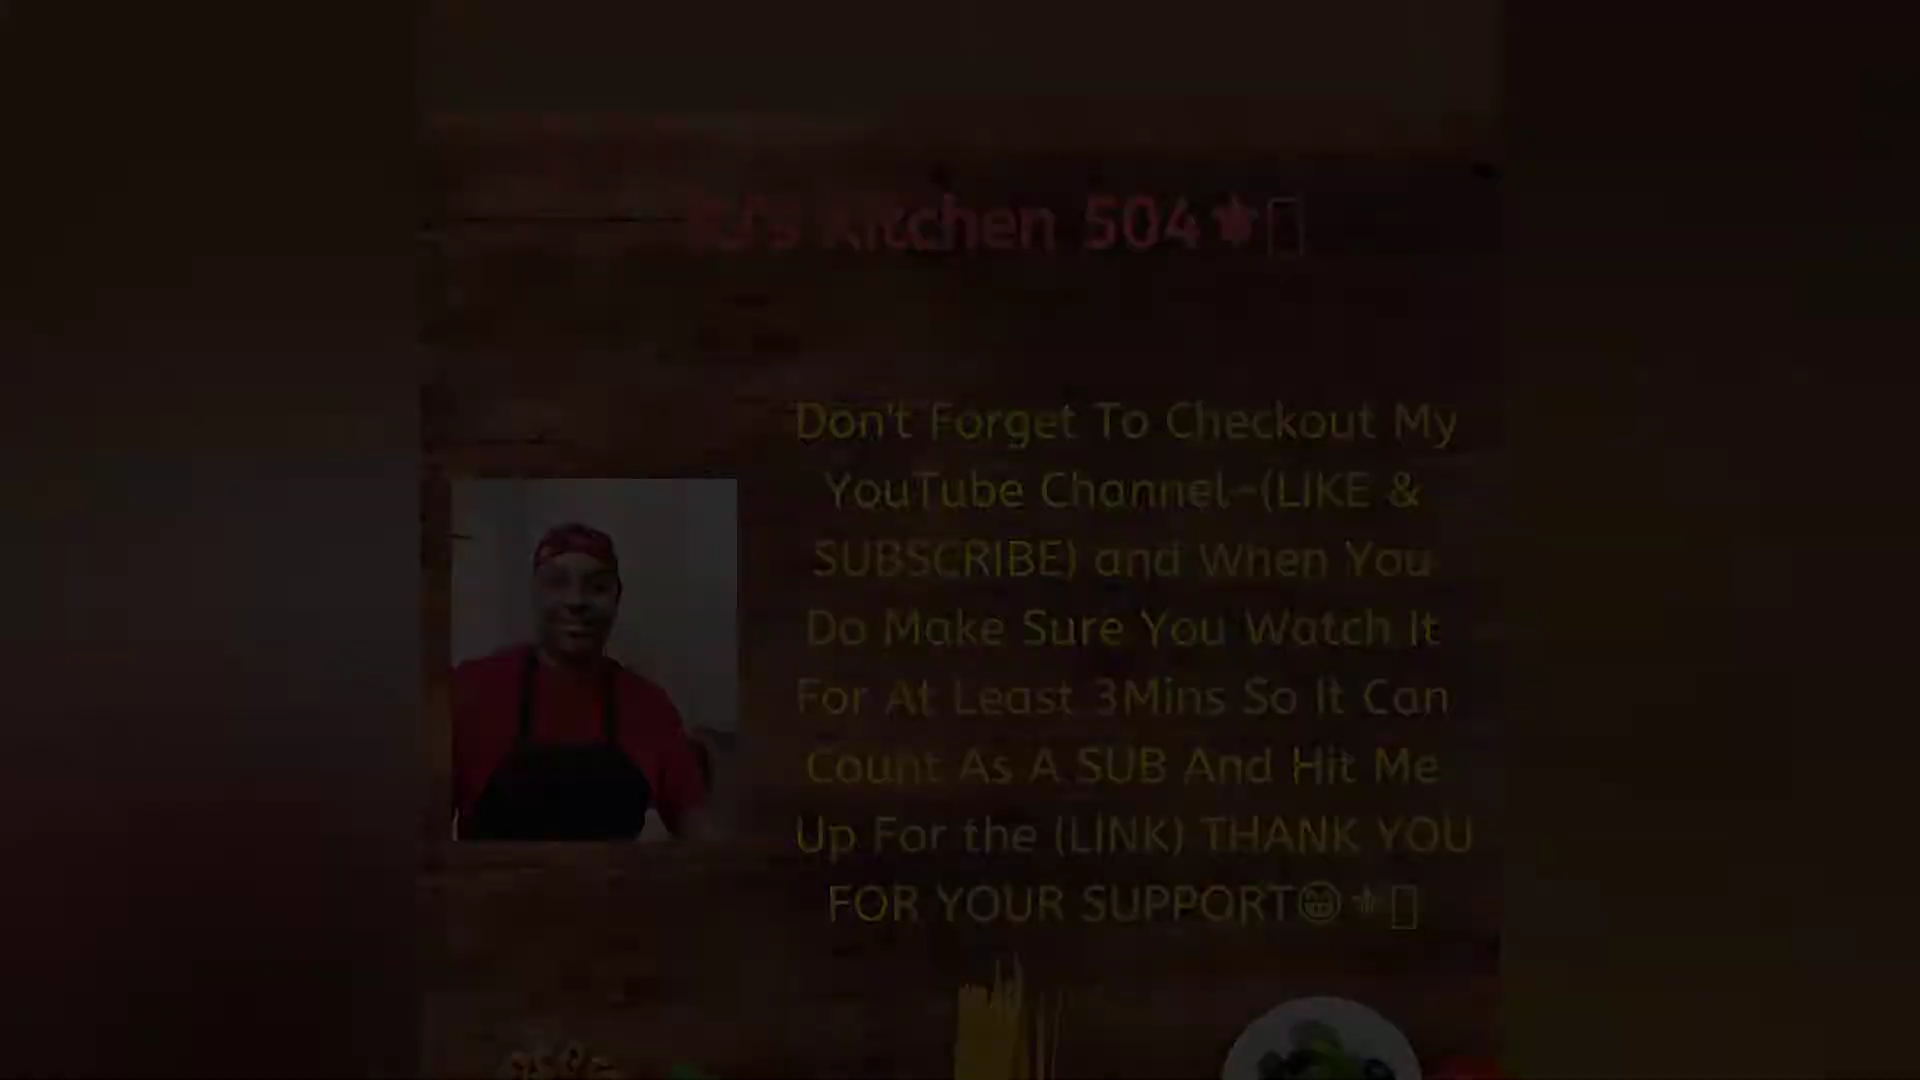 Kitchen 504⚜
Don't Forget To Checkout My
YouTube Channel-(LIKE &
SUBSCRIBE) and When You
Do Make Sure You Watch It
For At Least 3Mins So It Can
Count As A SUB And Hit Me
Up For the (LINK) THANK YOU
FOR YOUR SUPPORT😁⚜